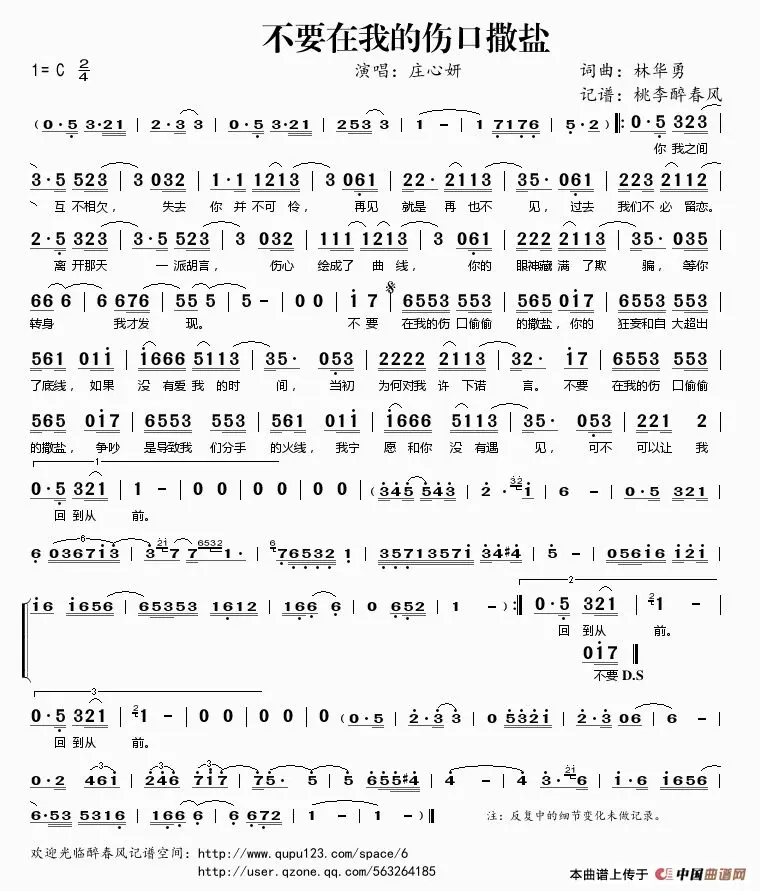 不要在我的伤口撒盐
1=C 2/4
演唱：庄心妍
词曲：林华勇
记谱：桃李醉春风
(0·5 3·21 | 2·3 3 | 0·5 3·21 | 253 3 | 1 - | 1 7176 | 5·2) ‖: 0·5 323 |
你 我之间
3·5 523 | 3 032 | 1·1 1213 | 3 061 | 22· 2113 | 35· 061 | 223 2112 |
互 不相欠， 失去 你 并 不可 怜， 再见 就是 再 也不 见， 过去 我们不 必 留恋。
2·5 323 | 3·5 523 | 3 032 | 111 1213 | 3 061 | 222 2113 | 35· 035 |
离 开那天 一派胡言， 伤心 绘成了 曲 线， 你的 眼神藏 满 了欺 骗，等你
66 6 | 6 676 | 55 5 | 5 - | 0 0 | i 7 | 6553 553 | 565 0i7 | 6553 553 |
转身 我才发 现。 不 要 在我的伤 口偷偷 的撒盐，你的 狂妄和自 大超出
561 01i | i666 5113 | 35· 053 | 2222 2113 | 32· i7 | 6553 553 |
了底线，如果 没 有爱 我 的时 间， 当初 为何对我 许 下诺 言。不要 在我的伤 口偷偷
565 0i7 | 6553 553 | 561 01i | i666 5113 | 35· 053 | 221 2 |
的撒盐， 争吵 是导致我 们分手 的火线，我宁 愿 和你 没 有遇 见， 可不 可以让 我
1
0·5 321 | 1 - | 0 0 | 0 0 | (345 543 | 2· 32i | 6 - | 0·5 321 |
回 到从 前。
6 03671i3 | 3 2i7 76532 1· | 676532 1 | 35713571 34#4 | 5 - | 05616 i2i |
i6 i656 | 65353 1612 | 166 6 | 0 652 | 1 - ) :‖
2
0·5 321 | 1 - |
回 到从 前。
0i7 ‖
不要 D.S
3
0·5 321 | 1 - | 0 0 | 0 0 | (0·5 | 2·3 3 | 0 532i | 2·3 06 | 6 - |
回 到从 前。
0·2 46i | 246 7i7 | 75· 5 | 5 - | 6555#4 | 4 - | 4 3·2i6 | i·6 i656 |
6·53 5316 | 166 6 | 6 672 | 1 - | 1 - )‖
注：反复中的细节变化未做记录。
欢迎光临醉春风记谱空间：http://www.qupu123.com/space/6
http://user.qzone.qq.com/563264185
本曲谱上传于 中国曲谱网